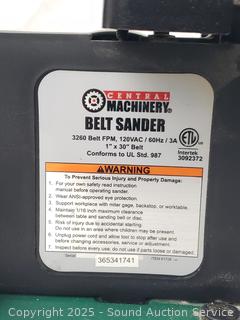 CENTRAL
MACHINERY®
BELT SANDER
3260 Belt FPM, 120VAC / 60Hz / 3A
1" x 30" Belt
Conforms to UL Std. 987
ETL
Intertek
3092372
WARNING
To Prevent Serious Injury and Property Damage:
1. For your own safety read instruction
manual before operating sander.
2. Wear ANSI-approved eye protection.
3. Support workpiece with miter gage, backstop, or worktable.
4. Maintain 1/16 inch maximum clearance
between table and sanding belt or disc.
5. Risk of injury due to accidental starting.
Do not use in an area where children may be present.
6. Unplug power cord and allow tool to stop after use and
before changing accessories, service or adjustment.
7. Inspect before every use; do not use if parts loose or damaged.
Serial
365341741
Copyright 2025 - Sound Auction Service